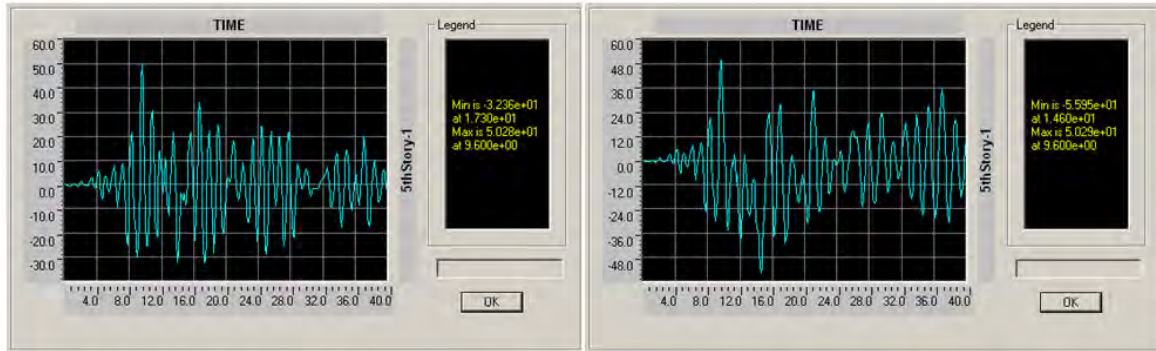 TIME
60.0
50.0
40.0
30.0
20.0
10.0
0.0
-10.0
-20.0
-30.0
4.0 8.0 12.0 16.0 20.0 24.0 28.0 32.0 36.0 40.0
5thStory-1
Legend
Min is -3.236e+01
at 1.730e+01
Max is 5.028e+01
at 9.600e+00
OK
TIME
60.0
48.0
36.0
24.0
12.0
0.0
-12.0
-24.0
-36.0
-48.0
4.0 8.0 12.0 16.0 20.0 24.0 28.0 32.0 36.0 40.0
5thStory-1
Legend
Min is -5.595e+01
at 1.460e+01
Max is 5.029e+01
at 9.600e+00
OK